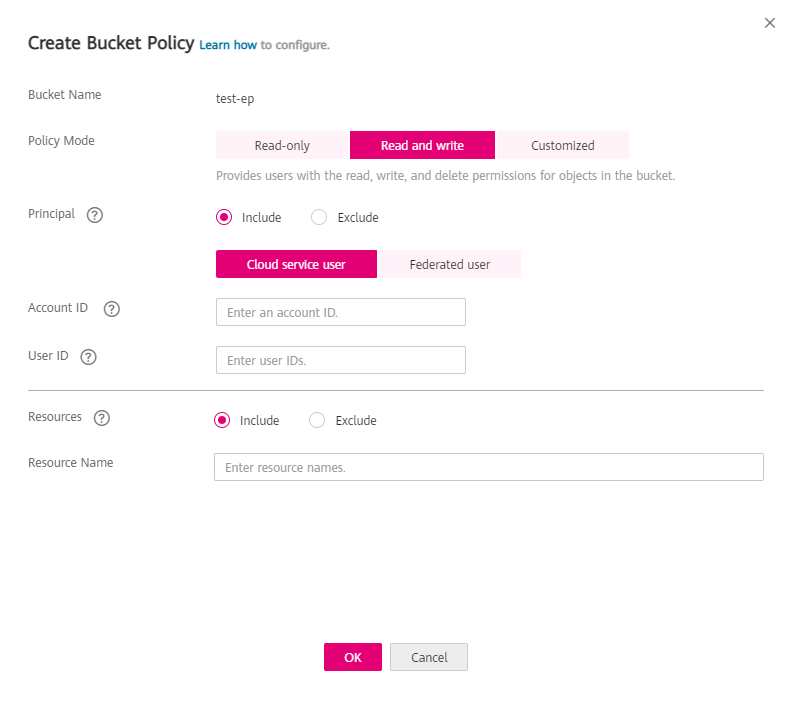 Create Bucket Policy Learn how to configure.
Bucket Name test-ep
Policy Mode Read-only Read and write Customized
Provides users with the read, write, and delete permissions for objects in the bucket.
Principal ? Include Exclude
Cloud service user Federated user
Account ID ? Enter an account ID.
User ID ? Enter user IDs.
Resources ? Include Exclude
Resource Name Enter resource names.
OK Cancel